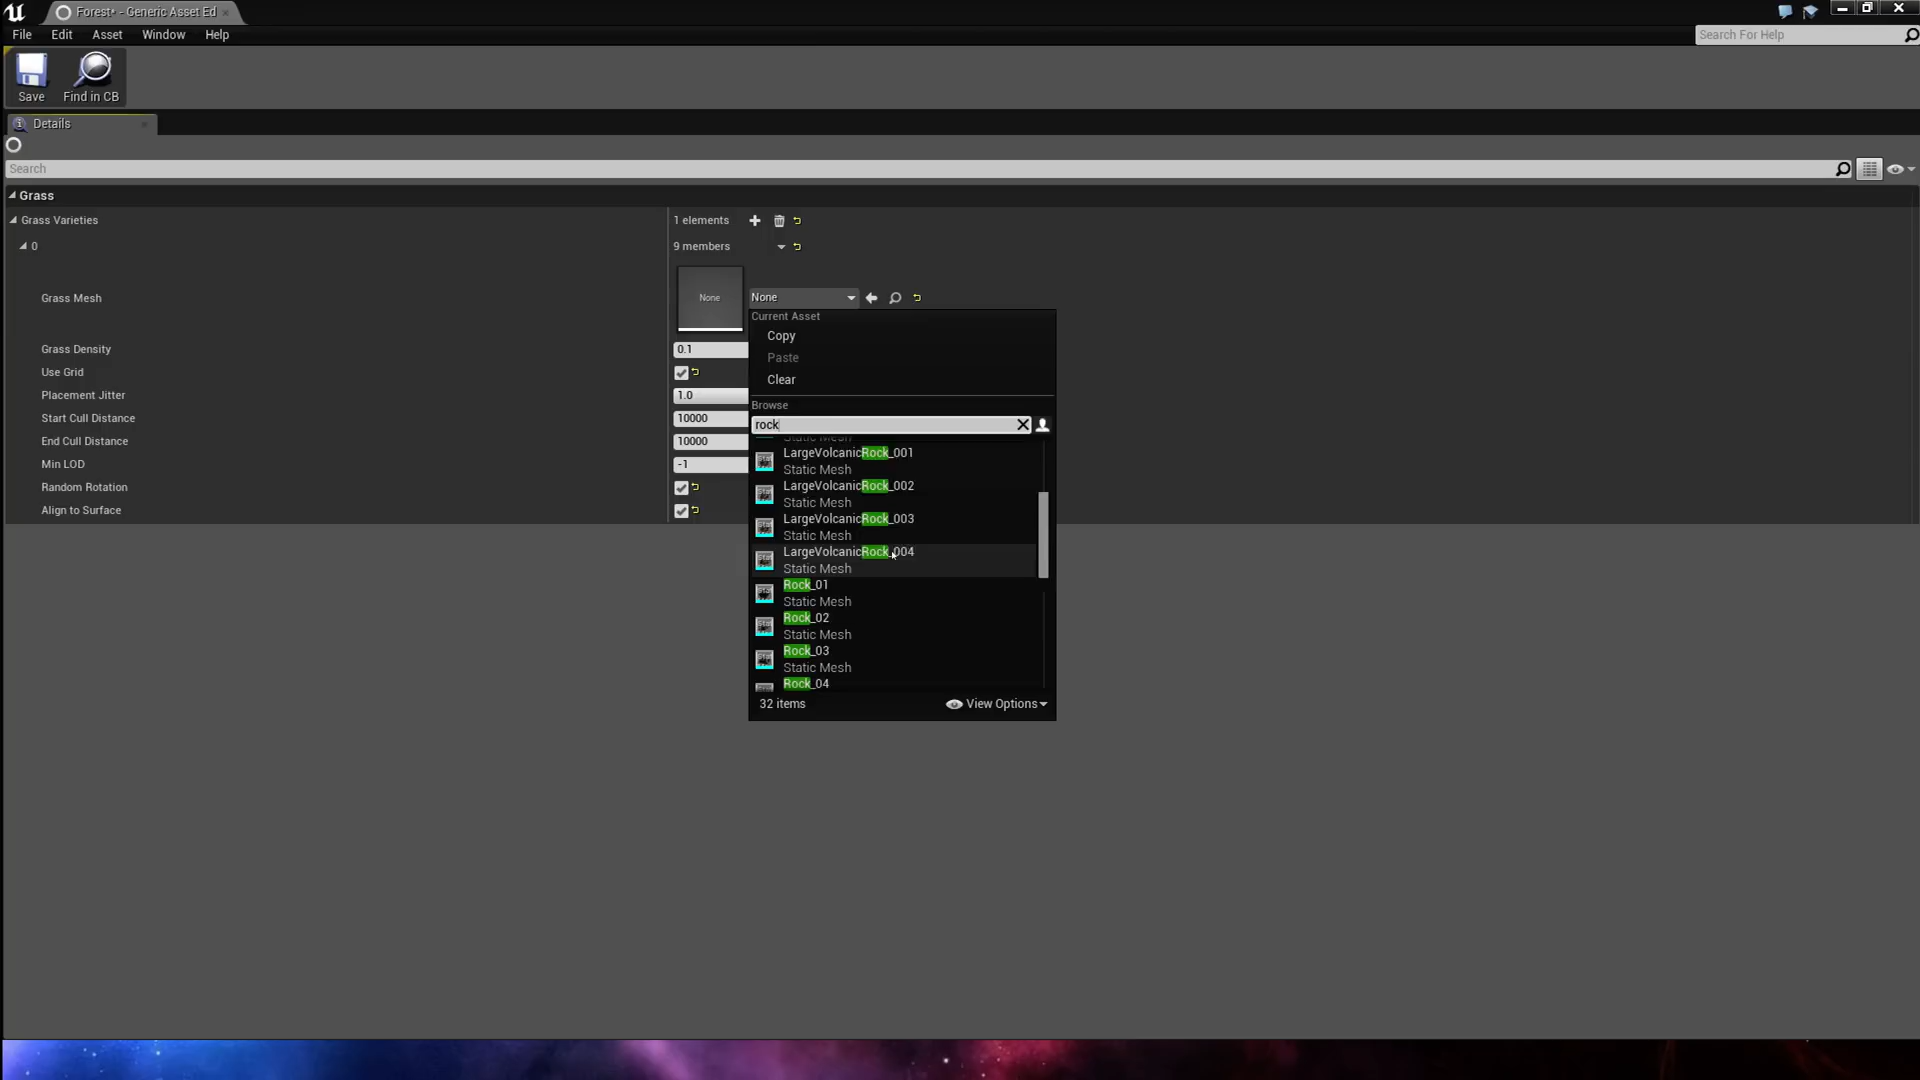 Forest* - Generic Asset Ed
File Edit Asset Window Help
Search For Help
Save Find in CB
Details
Search
Grass
Grass Varieties 1 elements
0 9 members
Grass Mesh None None
Current Asset
Copy
Paste
Clear
Grass Density 0.1
Use Grid
Placement Jitter 1.0
Start Cull Distance 10000
End Cull Distance 10000
Min LOD -1
Random Rotation
Align to Surface
Browse
rock
Static Mesh
LargeVolcanicRock_001
Static Mesh
LargeVolcanicRock_002
Static Mesh
LargeVolcanicRock_003
Static Mesh
LargeVolcanicRock_004
Static Mesh
Rock_01
Static Mesh
Rock_02
Static Mesh
Rock_03
Static Mesh
Rock_04
32 items View Options